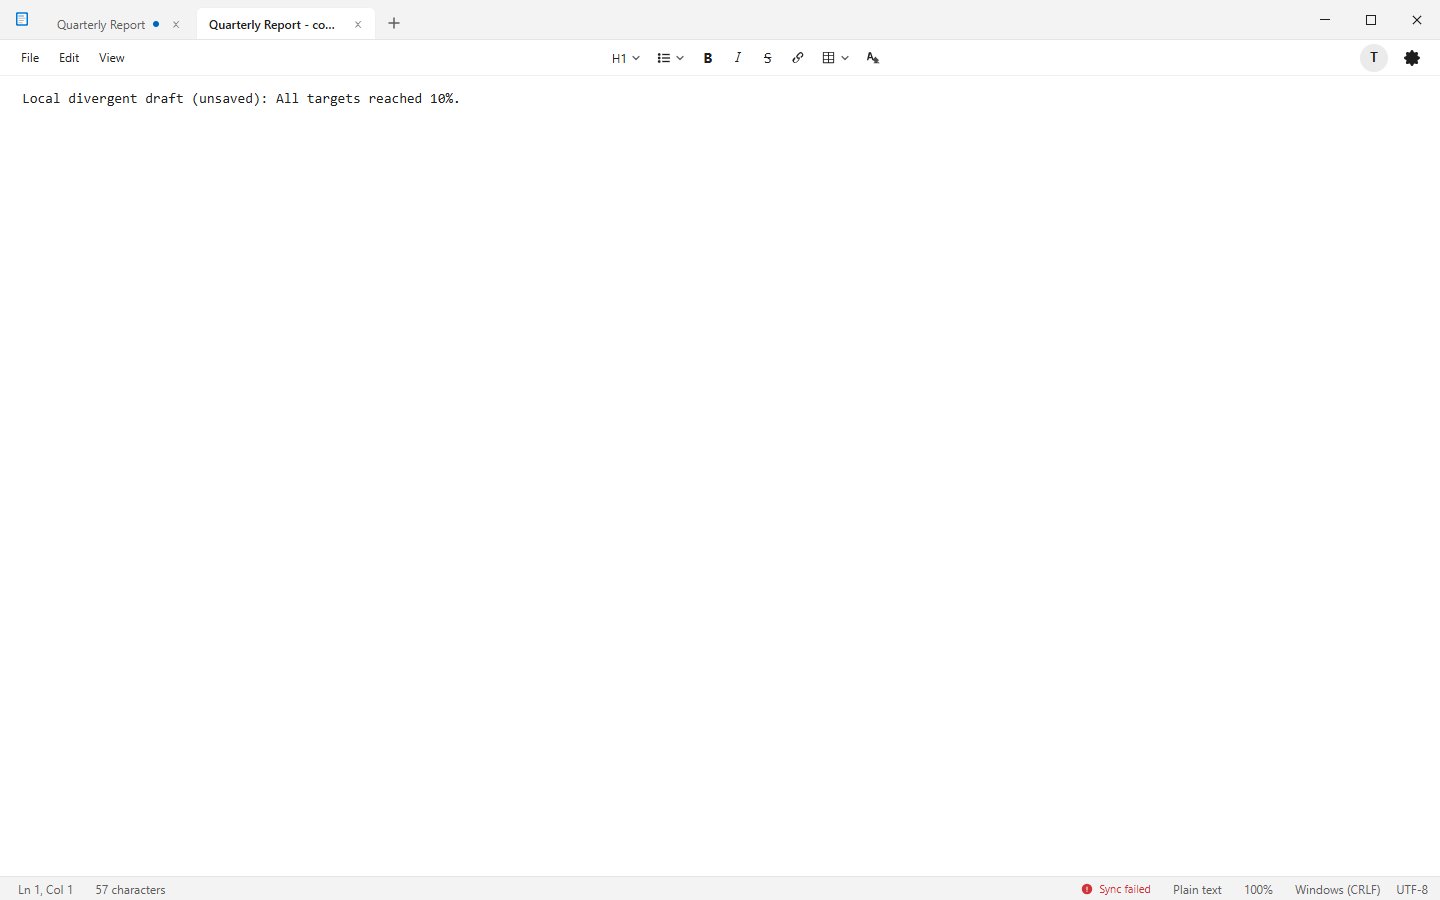 Quarterly Report
Quarterly Report - co...
File Edit View
H1 B I S T
Local divergent draft (unsaved): All targets reached 10%.
Ln 1, Col 1 57 characters Sync failed Plain text 100% Windows (CRLF) UTF-8